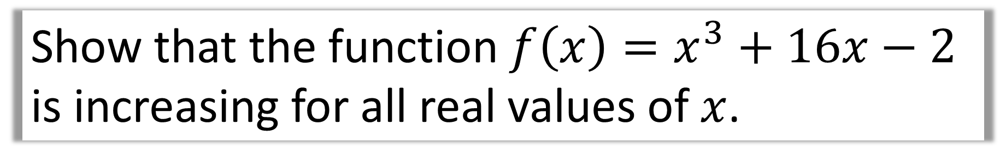 Show that the function f(x) = x³ + 16x − 2
is increasing for all real values of x.